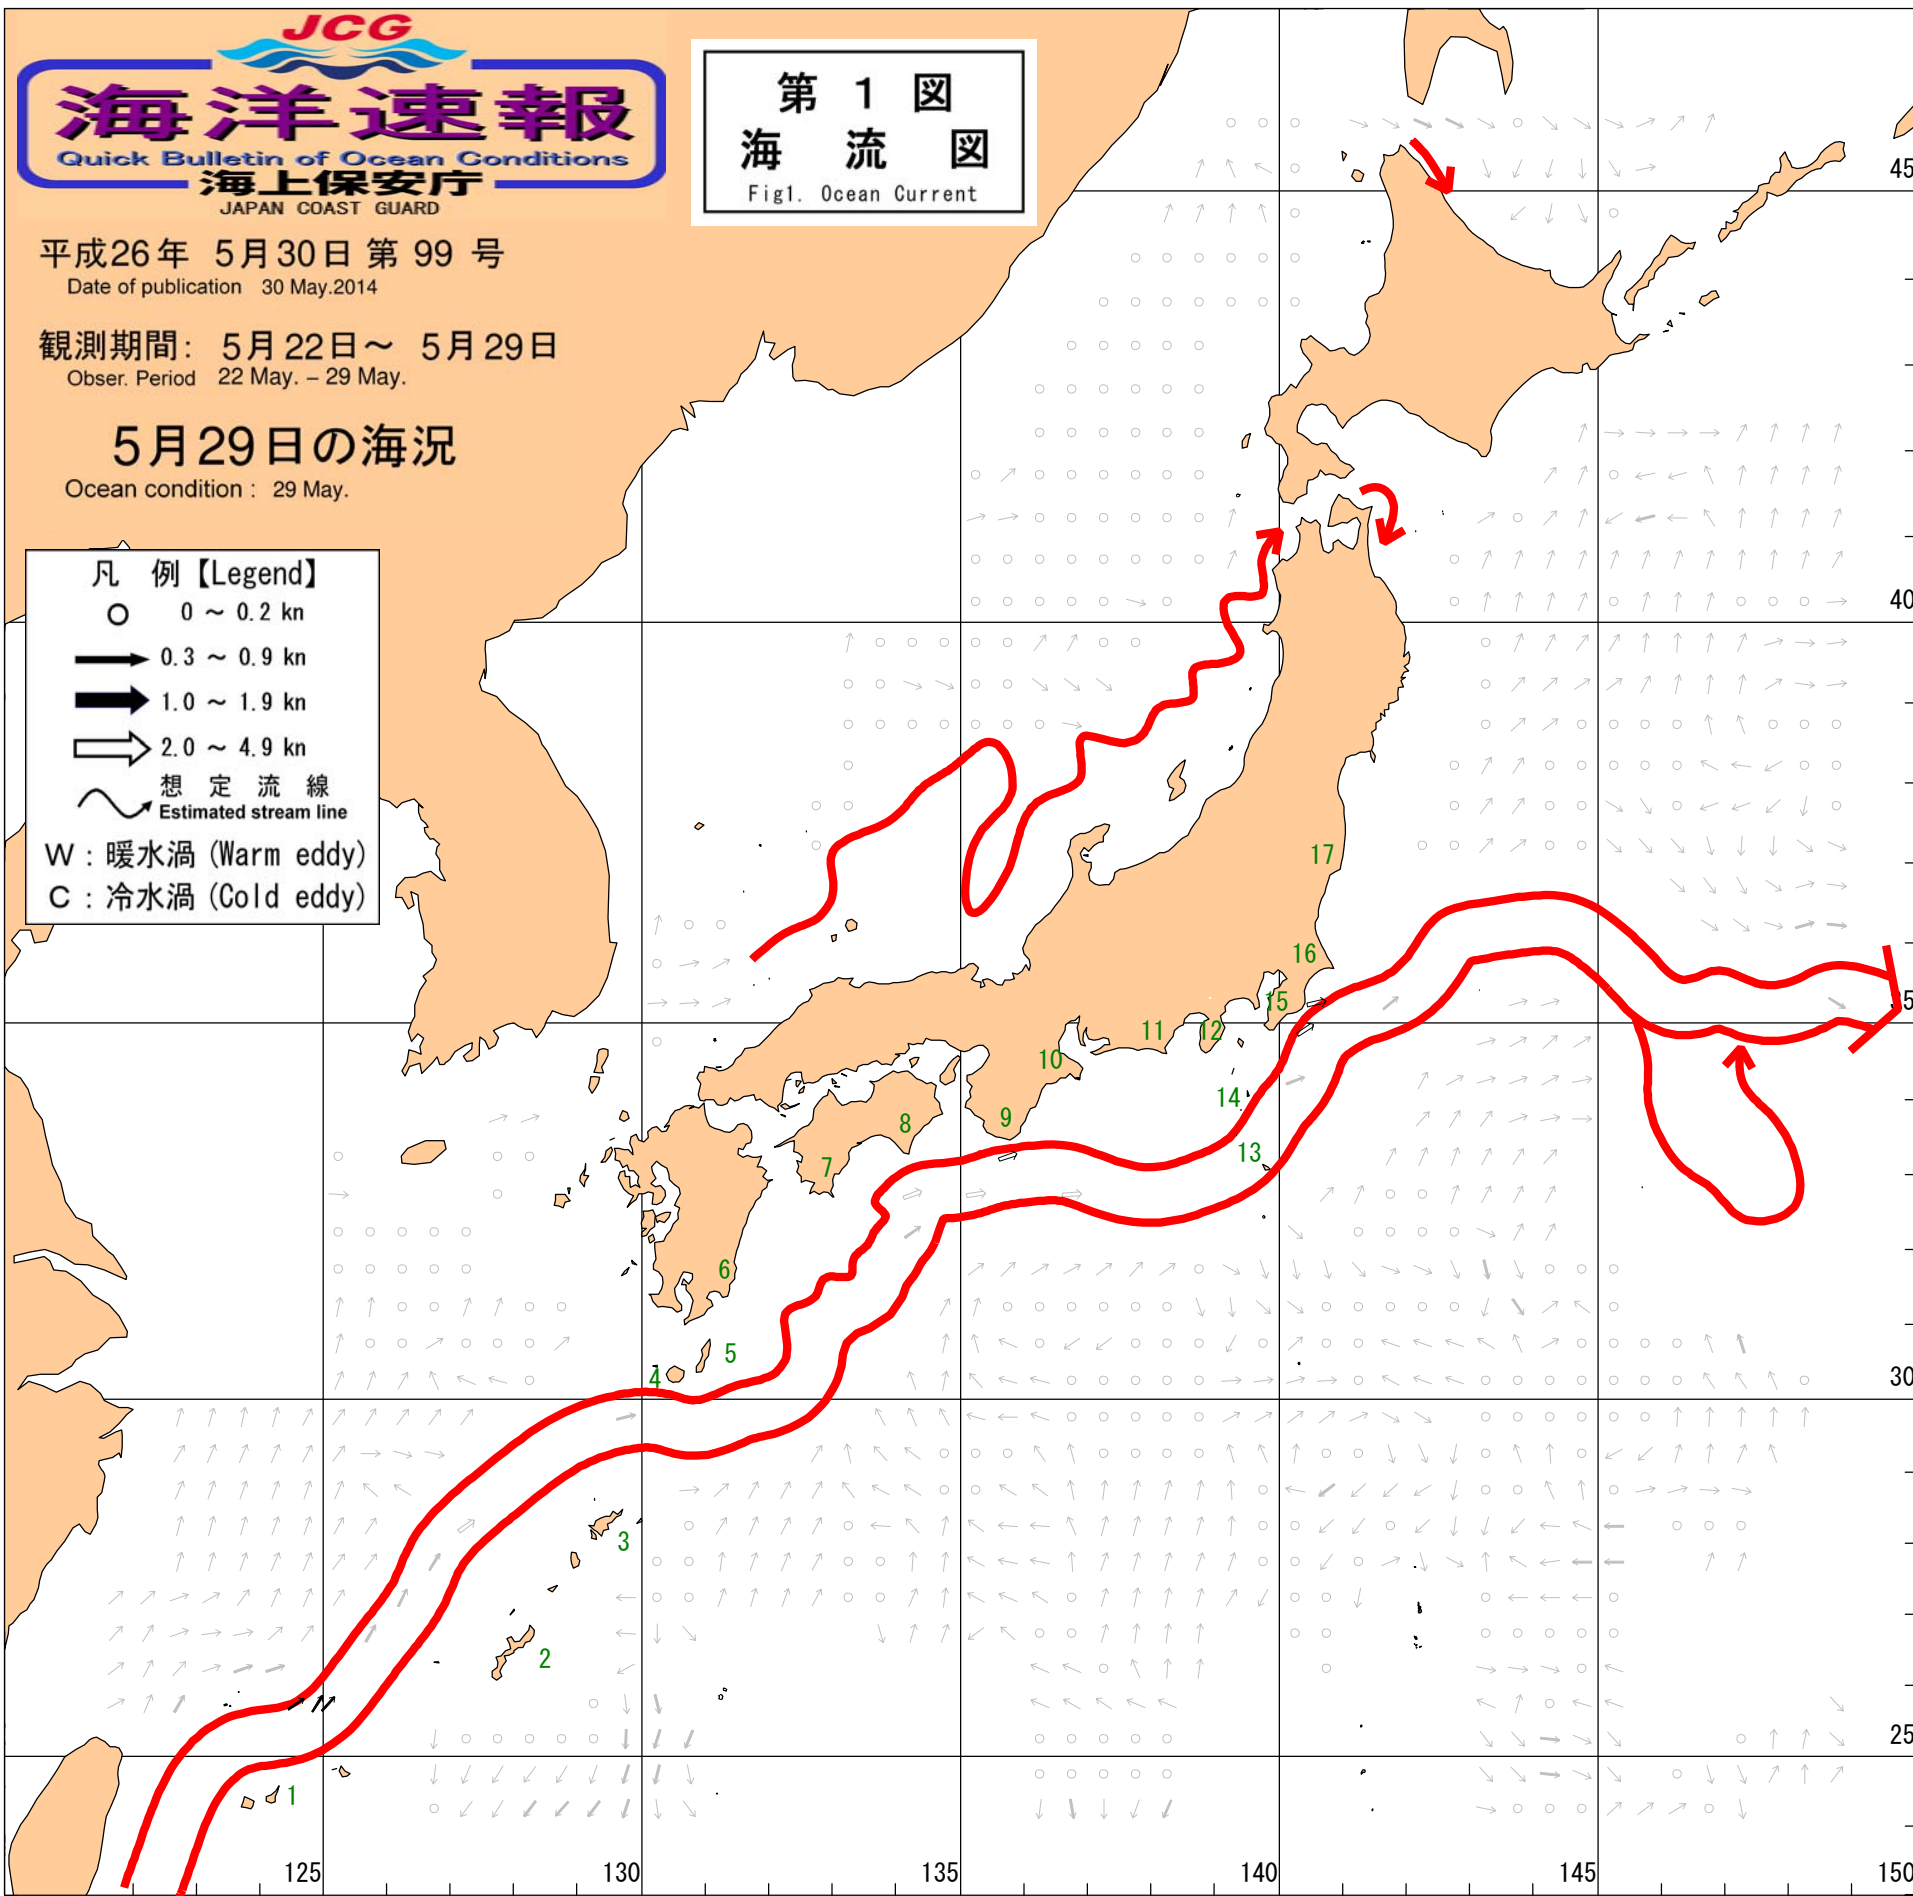 JCG
海洋速報
Quick Bulletin of Ocean Conditions
海上保安庁
JAPAN COAST GUARD
平成26年 5月30日 第 99 号
Date of publication 30 May.2014
観測期間: 5月22日～ 5月29日
Obser. Period 22 May. – 29 May.
5月29日の海況
Ocean condition : 29 May.
第 1 図
海 流 図
Fig1. Ocean Current
凡 例【Legend】
0 ～ 0.2 kn
0.3 ～ 0.9 kn
1.0 ～ 1.9 kn
2.0 ～ 4.9 kn
想 定 流 線
Estimated stream line
W : 暖水渦 (Warm eddy)
C : 冷水渦 (Cold eddy)
45
40
35
30
25
17
16
15
12
11
10
14
9
8
13
7
6
5
4
3
2
1
125
130
135
140
145
150